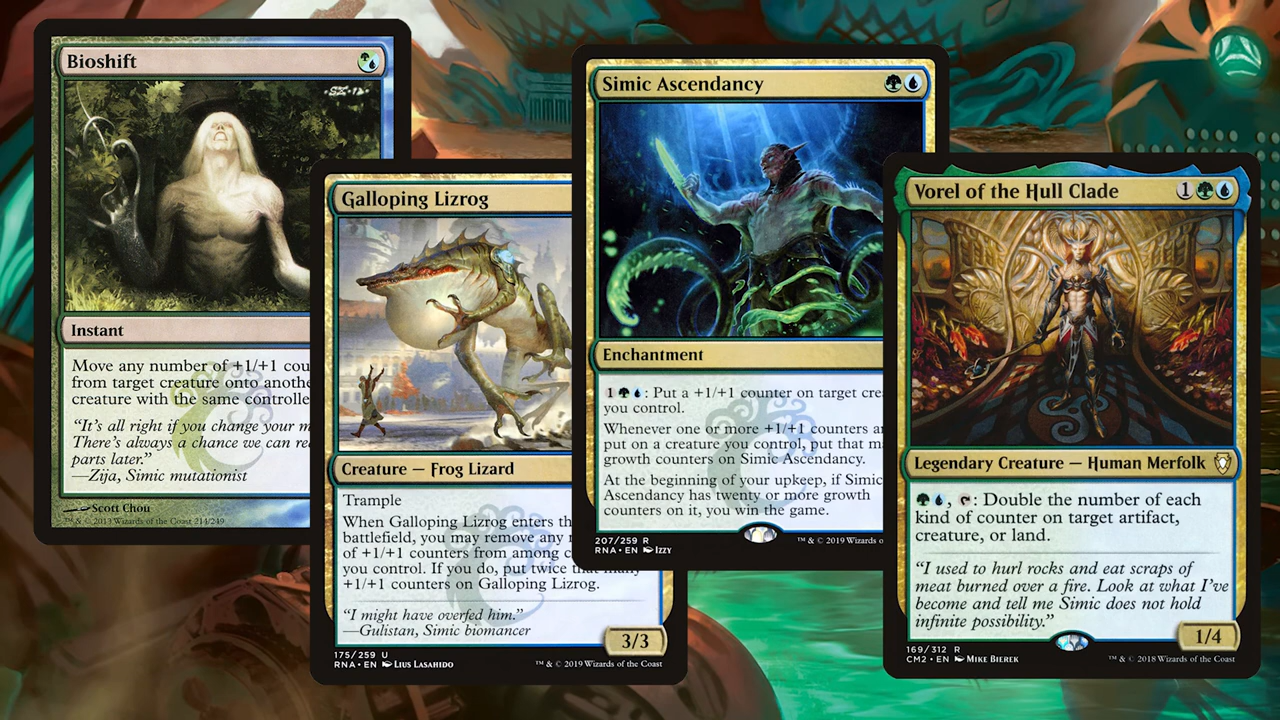 Bioshift
Instant
Move any number of +1/+1 cou
from target creature onto anothe
creature with the same controlle
“It’s all right if you change your m
There’s always a chance we can re
parts later.”
—Zija, Simic mutationist
Scott Chou
™ & © 2013 Wizards of the Coast 214/249
Galloping Lizrog
Creature — Frog Lizard
Trample
When Galloping Lizrog enters th
battlefield, you may remove any n
of +1/+1 counters from among c
you control. If you do, put twice that many
+1/+1 counters on Galloping Lizrog.
“I might have overfed him.”
—Gulistan, Simic biomancer
3/3
175/259 U
RNA • EN Lius Lasahido
™ & © 2019 Wizards of the Coast
Simic Ascendancy
Enchantment
1 : Put a +1/+1 counter on target cre
you control.
Whenever one or more +1/+1 counters a
put on a creature you control, put that m
growth counters on Simic Ascendancy.
At the beginning of your upkeep, if Simic
Ascendancy has twenty or more growth
counters on it, you win the game.
207/259 R
RNA • EN Izzy
™ & © 2019 Wizards o
Vorel of the Hull Clade
1
Legendary Creature — Human Merfolk
: Double the number of each
kind of counter on target artifact,
creature, or land.
“I used to hurl rocks and eat scraps of
meat burned over a fire. Look at what I’ve
become and tell me Simic does not hold
infinite possibility.”
1/4
169/312 R
CM2 • EN Mike Bierek
™ & © 2018 Wizards of the Coast